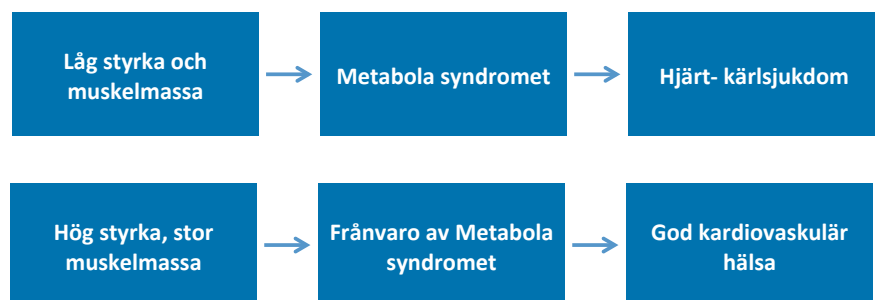 Låg styrka och
muskelmassa
Metabola syndromet
Hjärt- kärlsjukdom
Hög styrka, stor
muskelmassa
Frånvaro av Metabola
syndromet
God kardiovaskulär
hälsa